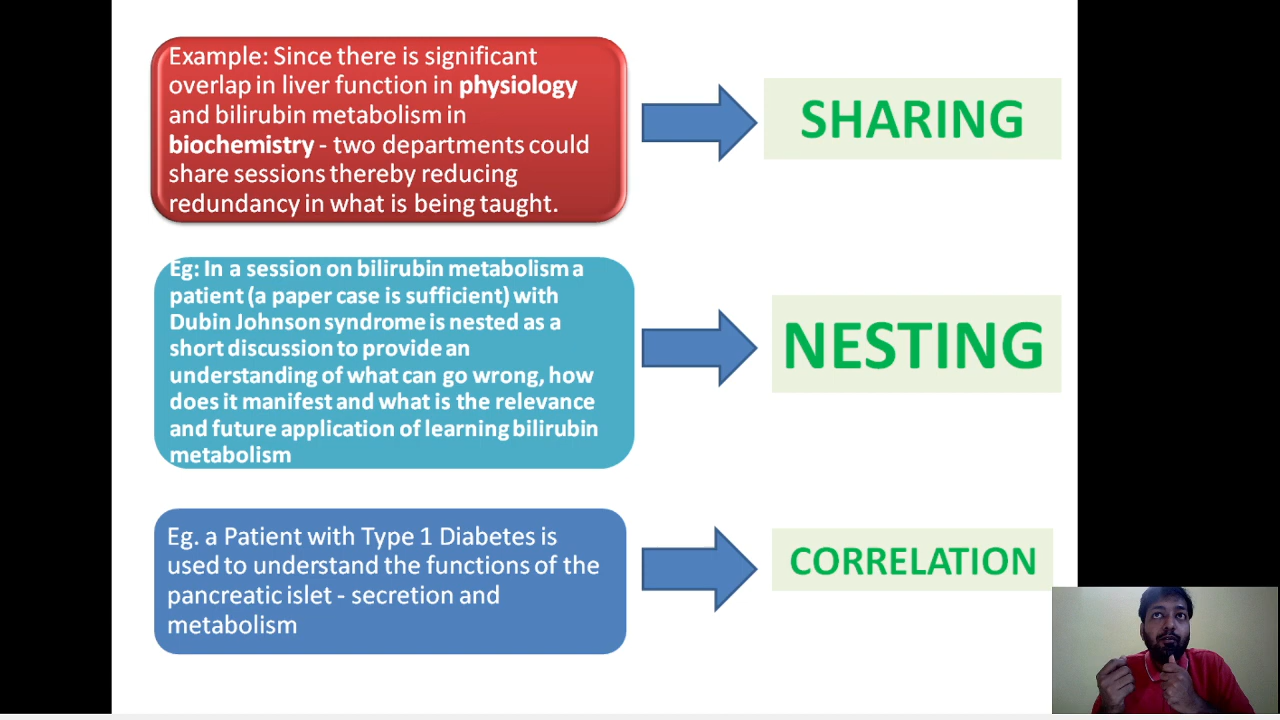 Example: Since there is significant
overlap in liver function in physiology
and bilirubin metabolism in
biochemistry - two departments could
share sessions thereby reducing
redundancy in what is being taught.
SHARING
Eg: In a session on bilirubin metabolism a
patient (a paper case is sufficient) with
Dubin Johnson syndrome is nested as a
short discussion to provide an
understanding of what can go wrong, how
does it manifest and what is the relevance
and future application of learning bilirubin
metabolism
NESTING
Eg. a Patient with Type 1 Diabetes is
used to understand the functions of the
pancreatic islet - secretion and
metabolism
CORRELATION